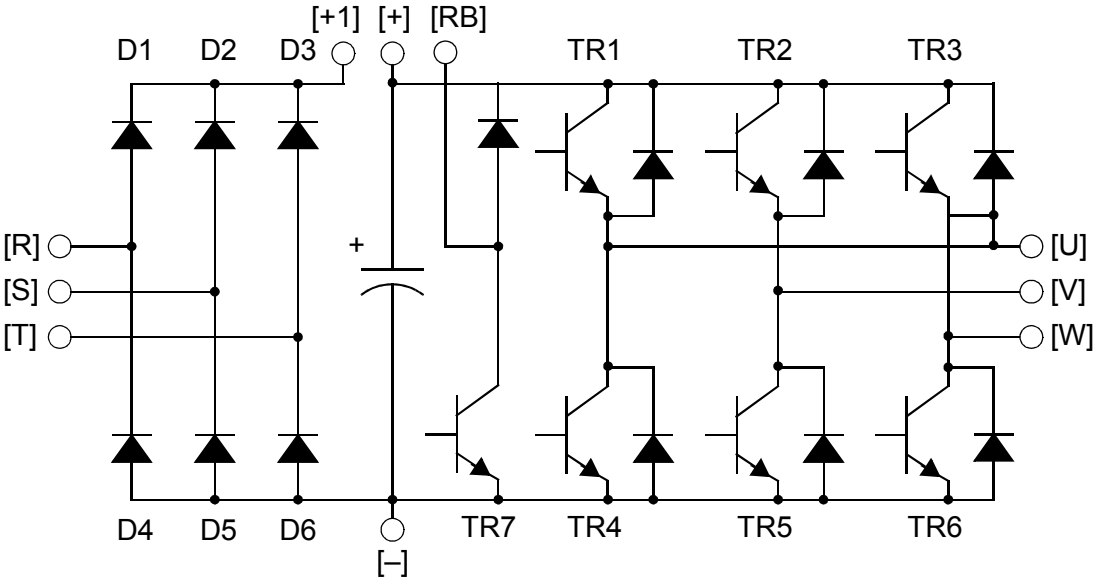 [+1] [+] [RB]
D1 D2 D3 TR1 TR2 TR3
[R] + [U]
[S] [V]
[T] [W]
D4 D5 D6 TR7 TR4 TR5 TR6
[–]